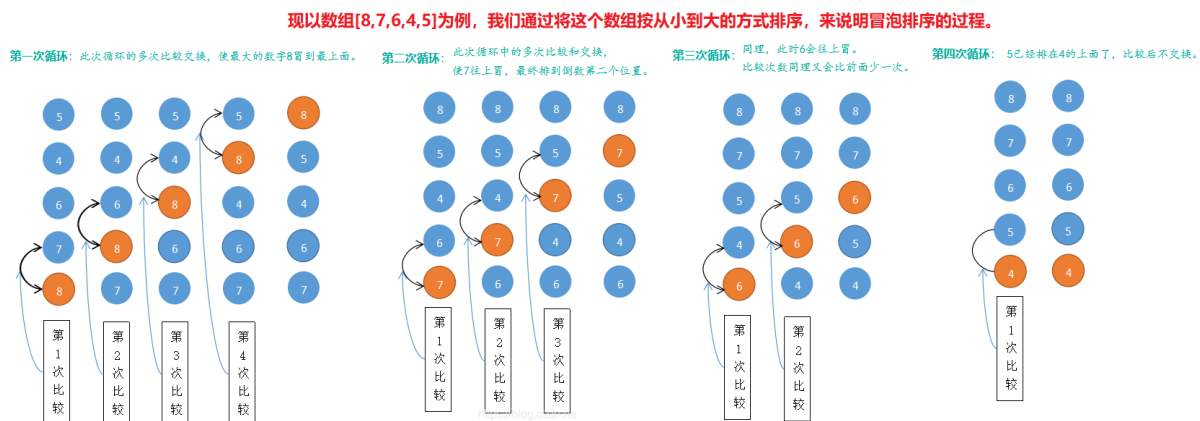 现以数组[8,7,6,4,5]为例，我们通过将这个数组按从小到大的方式排序，来说明冒泡排序的过程。
第一次循环：此次循环的多次比较交换，使最大的数字8冒到最上面。
5 5 5 5 8
4 4 4 8 5
6 6 8 4 4
7 8 6 6 6
8 7 7 7 7
第1次比较
第2次比较
第3次比较
第4次比较
第二次循环：此次循环中的多次比较和交换，
使7往上冒，最终排到倒数第二个位置。
8 8 8 8
5 5 5 7
4 4 7 5
6 7 4 4
7 6 6 6
第1次比较
第2次比较
第3次比较
第三次循环：同理，此时6会往上冒。
比较次数同理又会比前面少一次。
8 8 8
7 7 7
5 5 6
4 6 5
6 4 4
第1次比较
第2次比较
第四次循环： 5已经排在4的上面了，比较后不交换。
8 8
7 7
6 6
5 5
4 4
第1次比较